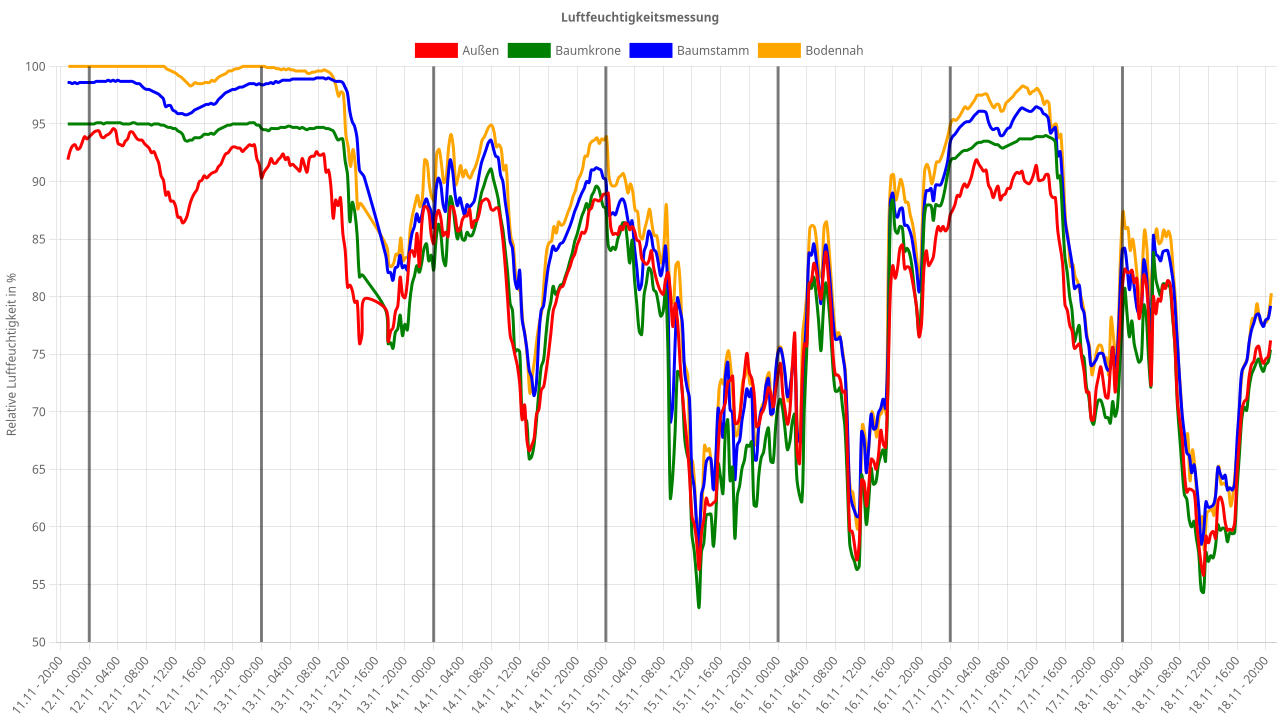 Luftfeuchtigkeitsmessung
Außen Baumkrone Baumstamm Bodennah
Relative Luftfeuchtigkeit in %
100
95
90
85
80
75
70
65
60
55
50
11.11 - 20:00
12.11 - 00:00
12.11 - 04:00
12.11 - 08:00
12.11 - 12:00
12.11 - 16:00
12.11 - 20:00
13.11 - 00:00
13.11 - 04:00
13.11 - 08:00
13.11 - 12:00
13.11 - 16:00
13.11 - 20:00
14.11 - 00:00
14.11 - 04:00
14.11 - 08:00
14.11 - 12:00
14.11 - 16:00
14.11 - 20:00
15.11 - 00:00
15.11 - 04:00
15.11 - 08:00
15.11 - 12:00
15.11 - 16:00
15.11 - 20:00
16.11 - 00:00
16.11 - 04:00
16.11 - 08:00
16.11 - 12:00
16.11 - 16:00
16.11 - 20:00
17.11 - 00:00
17.11 - 04:00
17.11 - 08:00
17.11 - 12:00
17.11 - 16:00
17.11 - 20:00
18.11 - 00:00
18.11 - 04:00
18.11 - 08:00
18.11 - 12:00
18.11 - 16:00
18.11 - 20:00